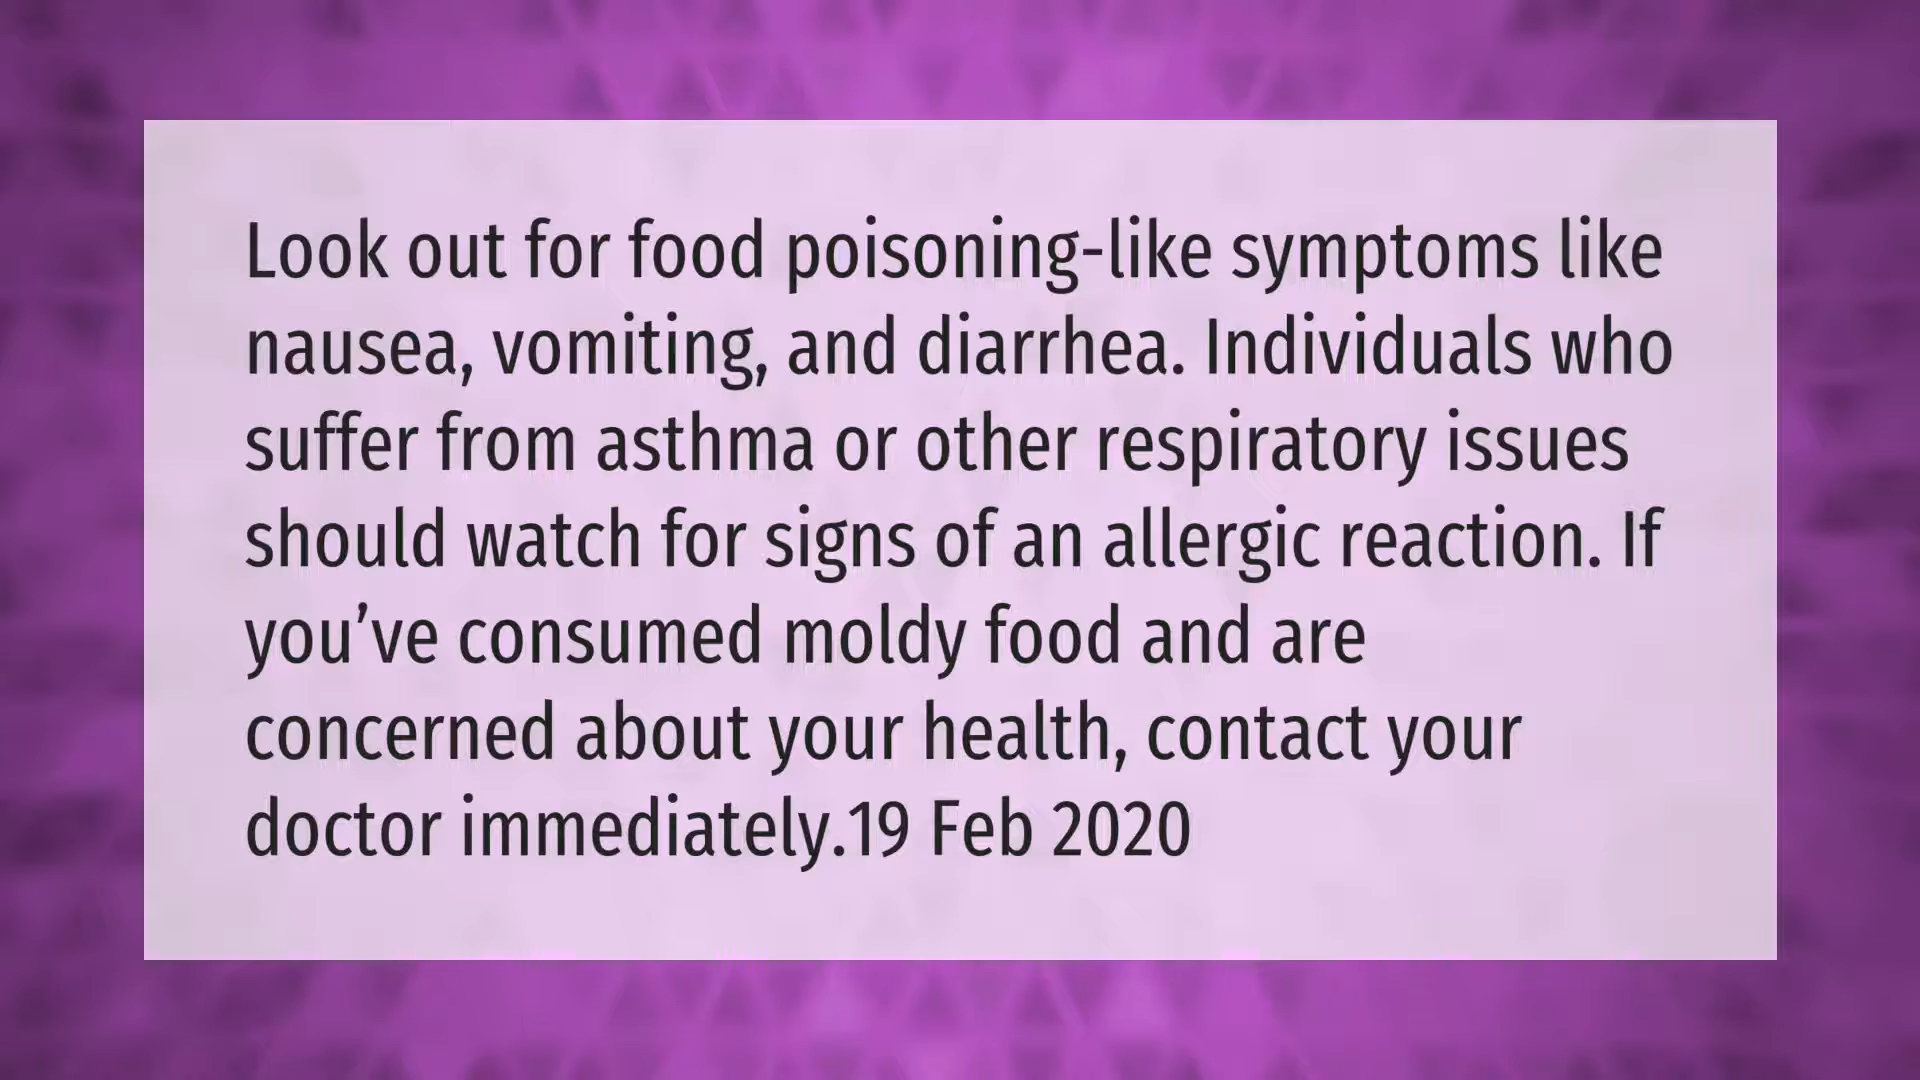 Look out for food poisoning-like symptoms like
nausea, vomiting, and diarrhea. Individuals who
suffer from asthma or other respiratory issues
should watch for signs of an allergic reaction. If
you’ve consumed moldy food and are
concerned about your health, contact your
doctor immediately.19 Feb 2020